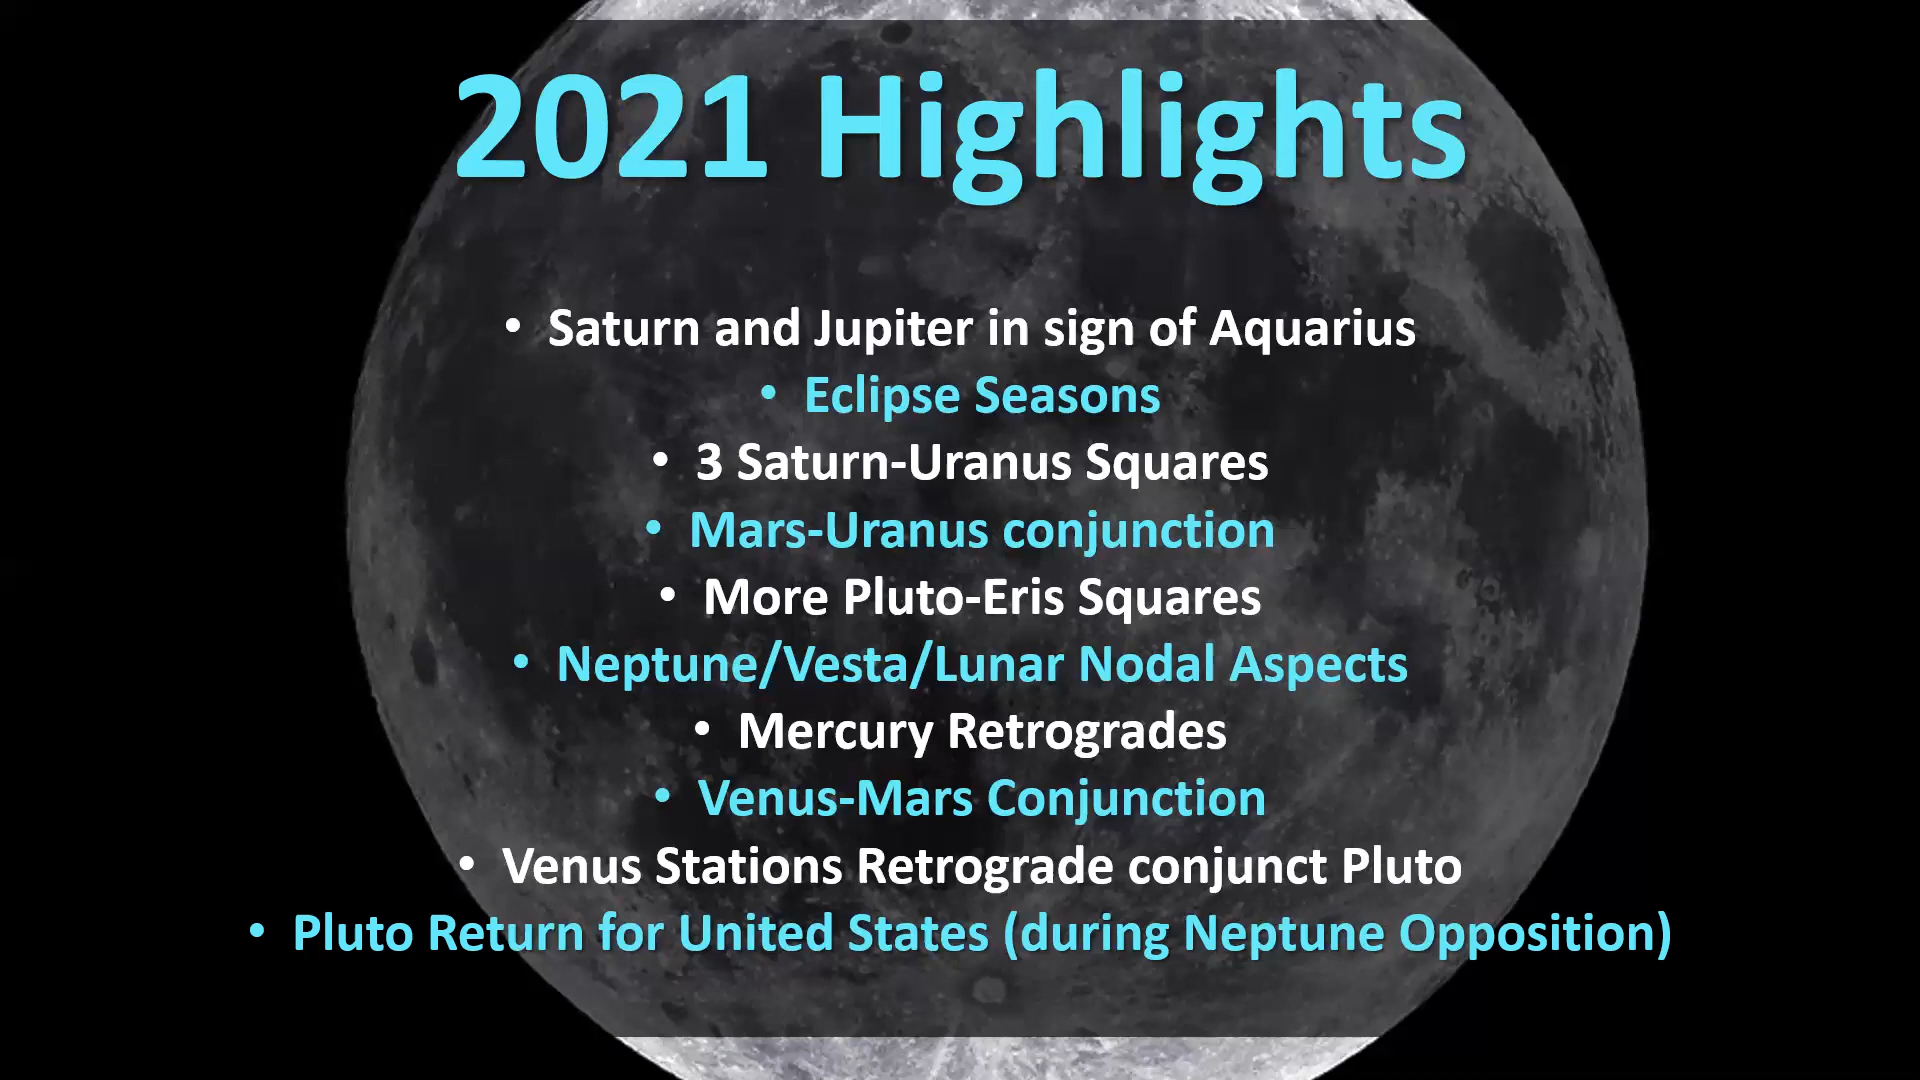 2021 Highlights
• Saturn and Jupiter in sign of Aquarius
• Eclipse Seasons
• 3 Saturn-Uranus Squares
• Mars-Uranus conjunction
• More Pluto-Eris Squares
• Neptune/Vesta/Lunar Nodal Aspects
• Mercury Retrogrades
• Venus-Mars Conjunction
• Venus Stations Retrograde conjunct Pluto
• Pluto Return for United States (during Neptune Opposition)